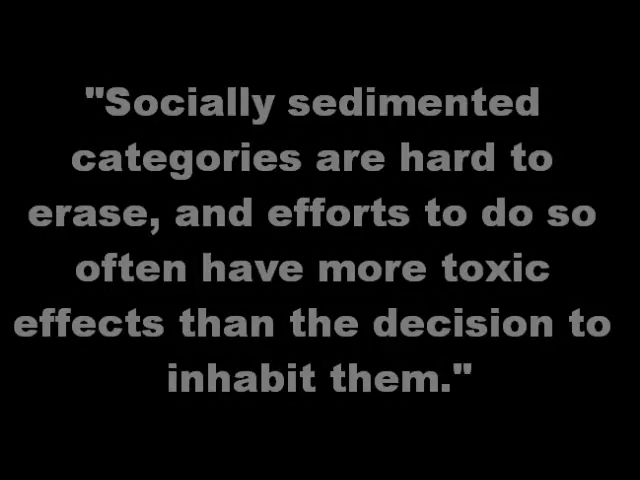 "Socially sedimented
categories are hard to
erase, and efforts to do so
often have more toxic
effects than the decision to
inhabit them."